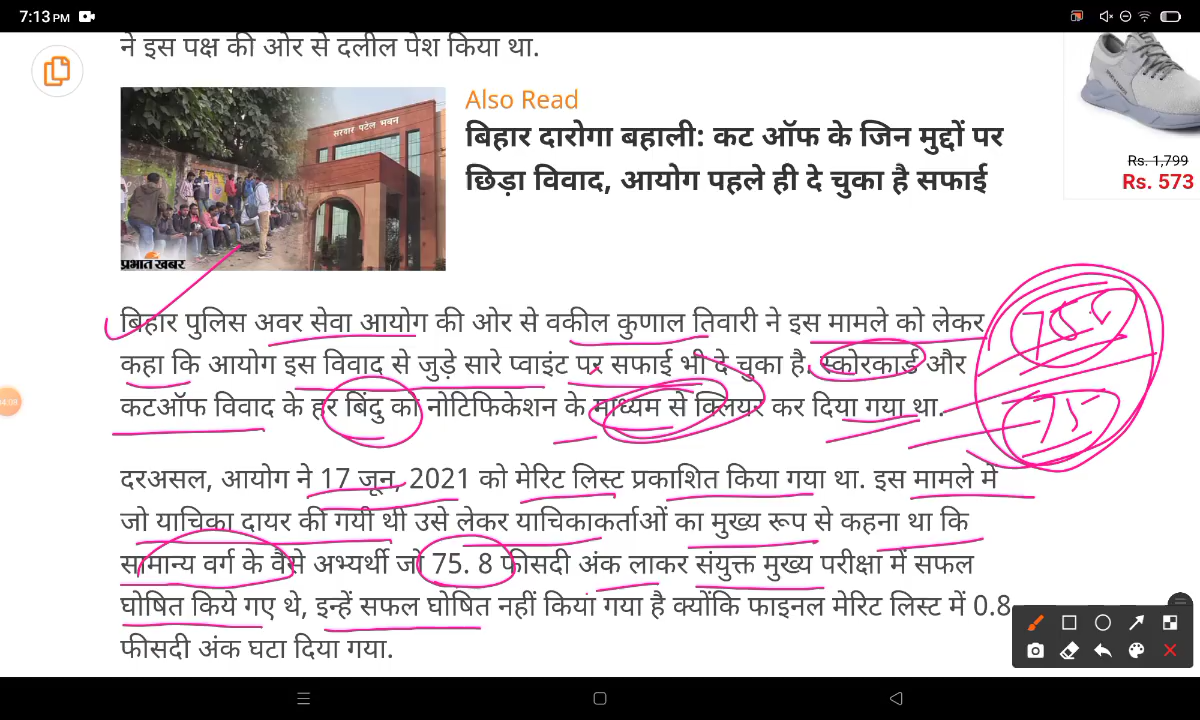 7:13 PM
ने इस पक्ष की ओर से दलील पेश किया था.
सरदार पटेल भवन
Also Read
बिहार दारोगा बहाली: कट ऑफ के जिन मुद्दों पर
छिड़ा विवाद, आयोग पहले ही दे चुका है सफाई
Rs. 1,799
Rs. 573
प्रभात खबर
बिहार पुलिस अवर सेवा आयोग की ओर से वकील कुणाल तिवारी ने इस मामले को लेकर
कहा कि आयोग इस विवाद से जुड़े सारे प्वाइंट पर सफाई भी दे चुका है. स्कोरकार्ड और
कटऑफ विवाद के हर बिंदु को नोटिफिकेशन के माध्यम से क्लियर कर दिया गया था.
75
दरअसल, आयोग ने 17 जून, 2021 को मेरिट लिस्ट प्रकाशित किया गया था. इस मामले में
जो याचिका दायर की गयी थी उसे लेकर याचिकाकर्ताओं का मुख्य रूप से कहना था कि
सामान्य वर्ग के वैसे अभ्यर्थी जो 75. 8 फीसदी अंक लाकर संयुक्त मुख्य परीक्षा में सफल
घोषित किये गए थे, इन्हें सफल घोषित नहीं किया गया है क्योंकि फाइनल मेरिट लिस्ट में 0.8
फीसदी अंक घटा दिया गया.